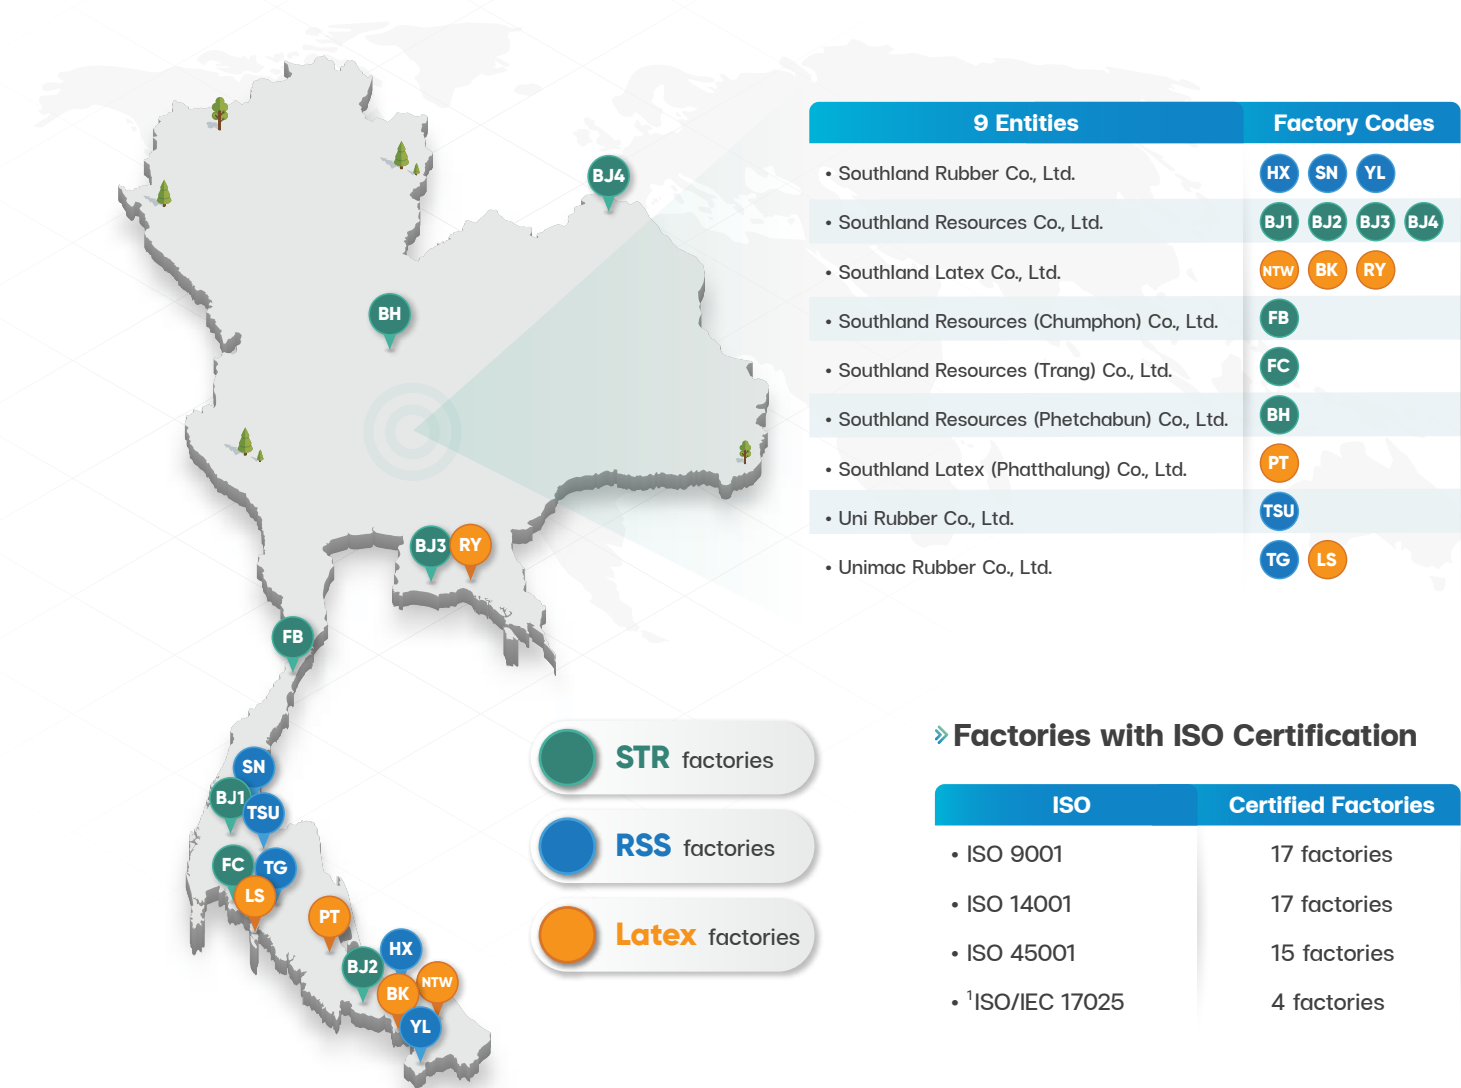 BJ4
BH
BJ3
RY
FB
SN
BJ1
TSU
FC
TG
LS
PT
HX
BJ2
NTW
BK
YL
9 Entities Factory Codes
• Southland Rubber Co., Ltd. HX SN YL
• Southland Resources Co., Ltd. BJ1 BJ2 BJ3 BJ4
• Southland Latex Co., Ltd. NTW BK RY
• Southland Resources (Chumphon) Co., Ltd. FB
• Southland Resources (Trang) Co., Ltd. FC
• Southland Resources (Phetchabun) Co., Ltd. BH
• Southland Latex (Phatthalung) Co., Ltd. PT
• Uni Rubber Co., Ltd. TSU
• Unimac Rubber Co., Ltd. TG LS
STR factories
RSS factories
Latex factories
Factories with ISO Certification
ISO Certified Factories
• ISO 9001 17 factories
• ISO 14001 17 factories
• ISO 45001 15 factories
• ¹ISO/IEC 17025 4 factories